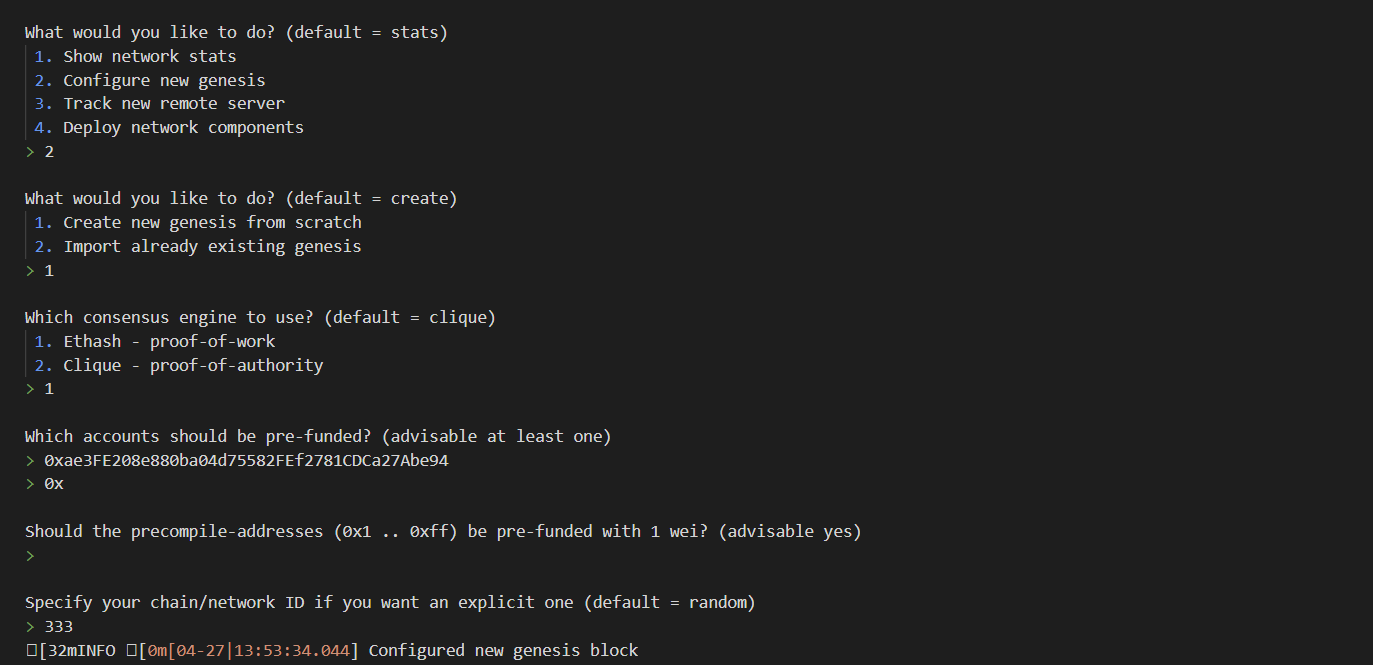 What would you like to do? (default = stats)
1. Show network stats
2. Configure new genesis
3. Track new remote server
4. Deploy network components
> 2
What would you like to do? (default = create)
1. Create new genesis from scratch
2. Import already existing genesis
> 1
Which consensus engine to use? (default = clique)
1. Ethash - proof-of-work
2. Clique - proof-of-authority
> 1
Which accounts should be pre-funded? (advisable at least one)
> 0xae3FE208e880ba04d75582FEf2781CDCa27Abe94
> 0x
Should the precompile-addresses (0x1 .. 0xff) be pre-funded with 1 wei? (advisable yes)
>
Specify your chain/network ID if you want an explicit one (default = random)
> 333
□[32mINFO □[0m[04-27|13:53:34.044] Configured new genesis block